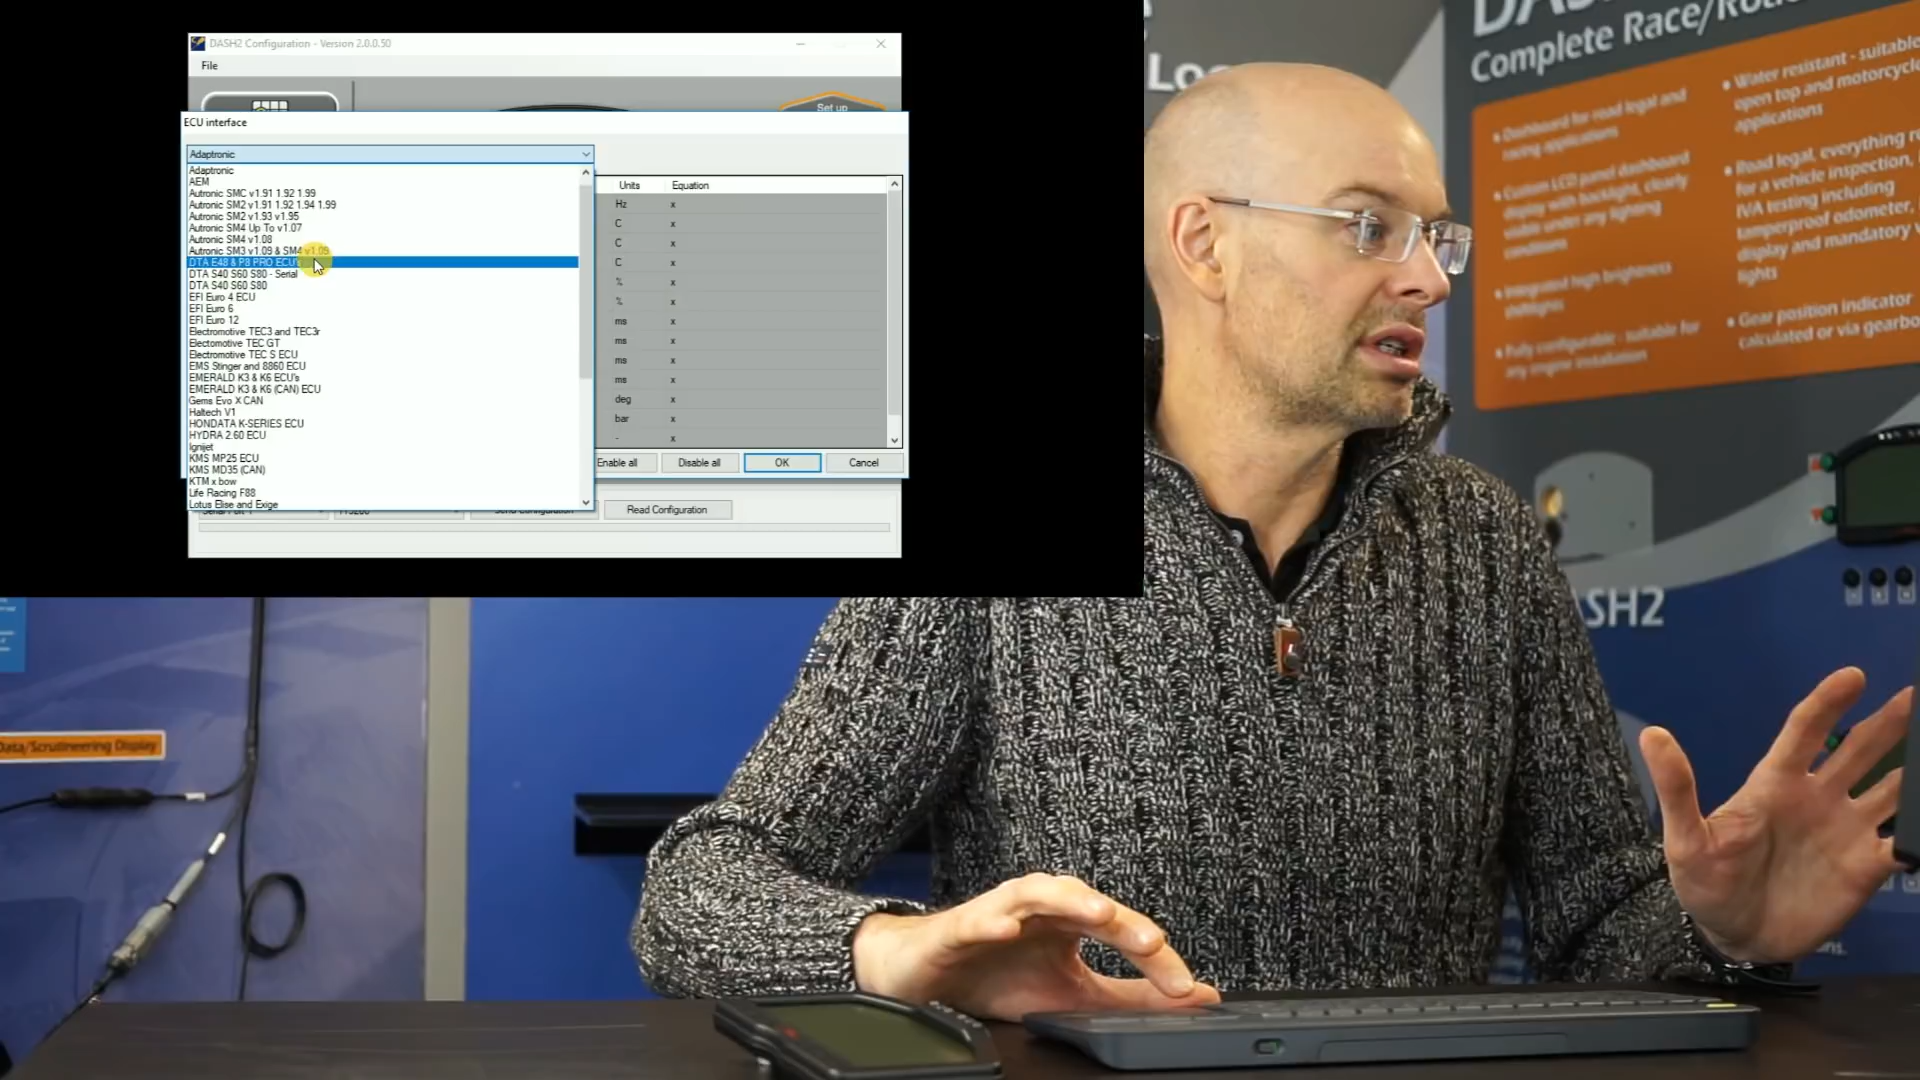 DASH2 Configuration - Version 2.0.0.50
File
Set up
ECU interface
Adaptronic
Adaptronic
AEM
Autronic SMC v1.91 1.92 1.99
Autronic SM2 v1.91 1.92 1.94 1.99
Autronic SM2 v1.93 v1.95
Autronic SM4 Up To v1.07
Autronic SM4 v1.08
Autronic SM3 v1.09 & SM4 v1.09
DTA E48 & P8 PRO ECU's
DTA S40 S60 S80 - Serial
DTA S40 S60 S80
EFI Euro 4 ECU
EFI Euro 6
EFI Euro 12
Electromotive TEC3 and TEC3r
Electomotive TEC GT
Electromotive TEC S ECU
EMS Stinger and 8860 ECU
EMERALD K3 & K6 ECU's
EMERALD K3 & K6 (CAN) ECU
Gems Evo X CAN
Haltech V1
HONDATA K-SERIES ECU
HYDRA 2.60 ECU
Ignijet
KMS MP25 ECU
KMS MD35 (CAN)
KTM x bow
Life Racing F88
Lotus Elise and Exige
Units Equation
Hz x
C x
C x
C x
% x
% x
ms x
ms x
ms x
ms x
deg x
bar x
- x
Enable all Disable all OK Cancel
Serial Port 1 115200 Send Configuration Read Configuration
Complete Race/Road
• Dashboard for road legal and
racing applications
• Custom LCD panel dashboard
display with backlight, clearly
visible under any lighting
conditions
• Integrated high brightness
shiftlights
• Fully configurable - suitable for
any engine installation
• Water resistant - suitable
open top and motorcycle
applications
• Road legal, everything
for a vehicle inspection,
IVA testing including
tamperproof odometer,
display and mandatory
lights
• Gear position indicator
calculated or via gearbox
ASH2
Data/Scrutineering Display